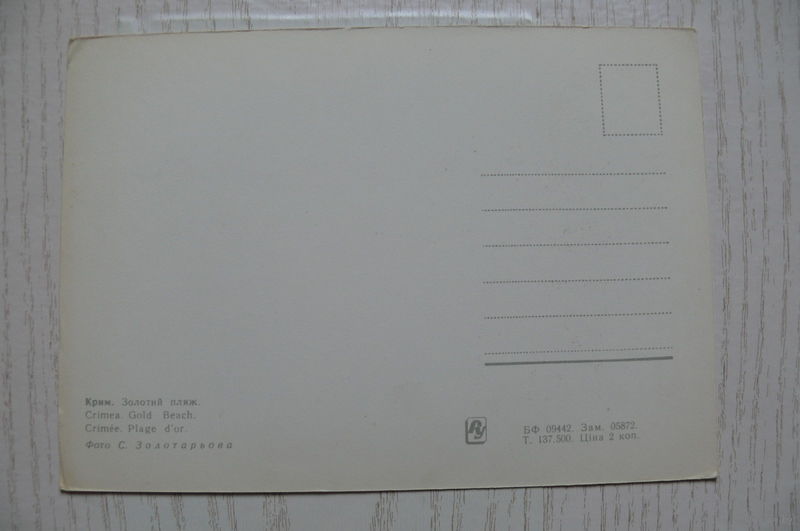 Крим. Золотий пляж.
Crimea. Gold Beach.
Crimée. Plage d'or.
Фото С. Золотарьова
БФ 09442. Зам. 05872.
Т. 137.500. Ціна 2 коп.